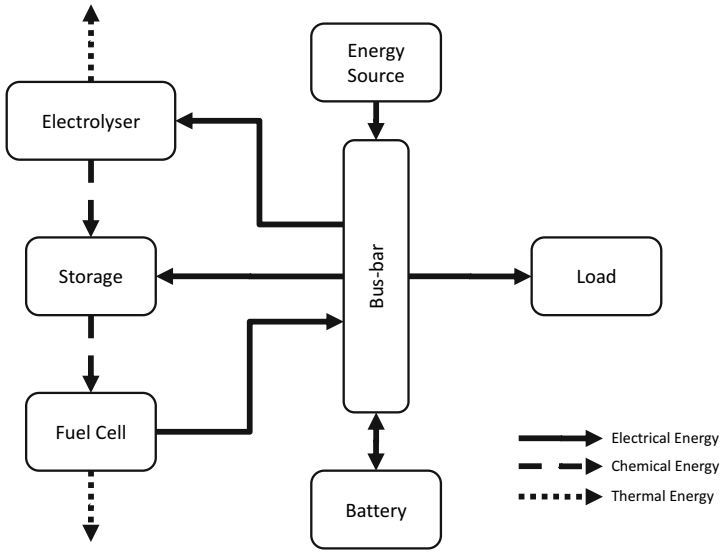 Energy
Source
Electrolyser
Bus-bar
Storage
Load
Fuel Cell
Battery
Electrical Energy
Chemical Energy
Thermal Energy